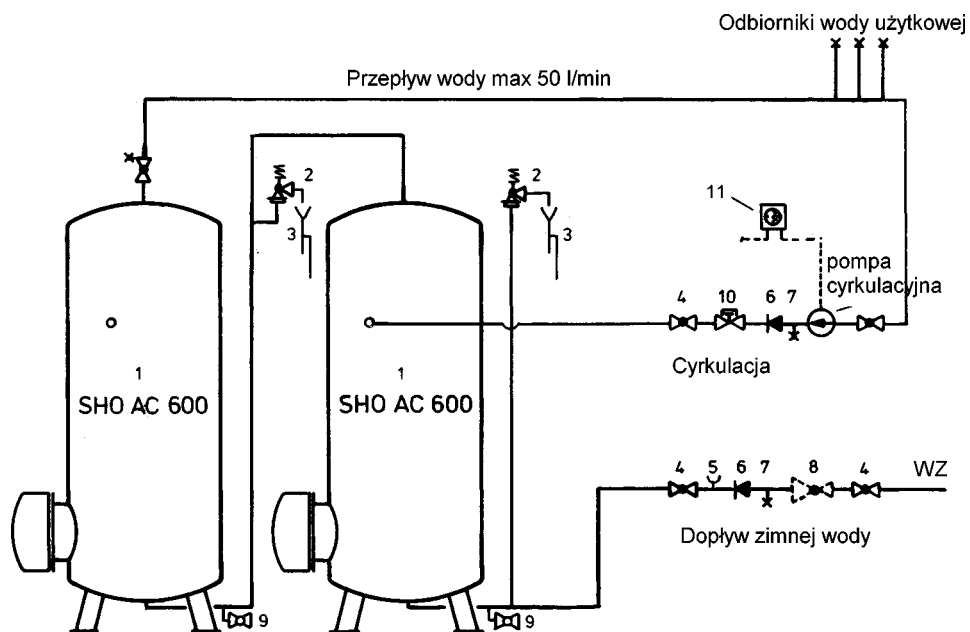 Odbiorniki wody użytkowej
Przepływ wody max 50 l/min
2
2
3
3
11
pompa
cyrkulacyjna
4 10 6 7
Cyrkulacja
1
SHO AC 600
1
SHO AC 600
4 5 6 7 8 4 WZ
Dopływ zimnej wody
9
9